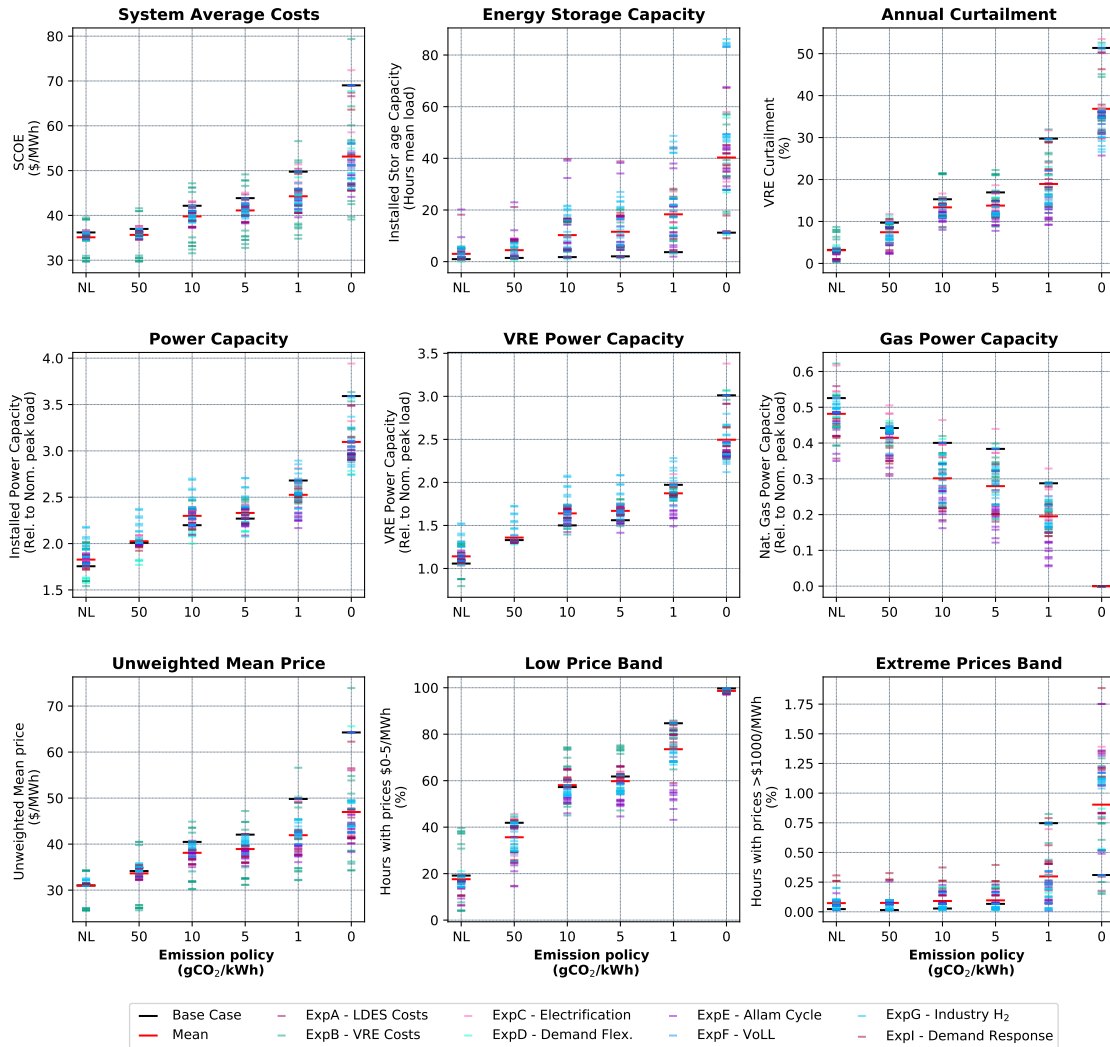 System Average Costs
Energy Storage Capacity
Annual Curtailment
80
70
60
50
40
30
SCOE
($/MWh)
NL 50 10 5 1 0
80
60
40
20
0
Installed Stor age Capacity
(Hours mean load)
NL 50 10 5 1 0
50
40
30
20
10
0
VRE Curtailment
(%)
NL 50 10 5 1 0
Power Capacity
VRE Power Capacity
Gas Power Capacity
4.0
3.5
3.0
2.5
2.0
1.5
Installed Power Capacity
(Rel. to Nom. peak load)
NL 50 10 5 1 0
3.5
3.0
2.5
2.0
1.5
1.0
VRE Power Capacity
(Rel. to Nom. peak load)
NL 50 10 5 1 0
0.6
0.5
0.4
0.3
0.2
0.1
0.0
Nat. Gas Power Capacity
(Rel. to Nom. peak load)
NL 50 10 5 1 0
Unweighted Mean Price
Low Price Band
Extreme Prices Band
70
60
50
40
30
Unweighted Mean price
($/MWh)
NL 50 10 5 1 0
Emission policy
(gCO₂/kWh)
100
80
60
40
20
0
Hours with prices $0-5/MWh
(%)
NL 50 10 5 1 0
Emission policy
(gCO₂/kWh)
1.75
1.50
1.25
1.00
0.75
0.50
0.25
0.00
Hours with prices >$1000/MWh
(%)
NL 50 10 5 1 0
Emission policy
(gCO₂/kWh)
Base Case
Mean
ExpA - LDES Costs
ExpB - VRE Costs
ExpC - Electrification
ExpD - Demand Flex.
ExpE - Allam Cycle
ExpF - VoLL
ExpG - Industry H₂
ExpI - Demand Response